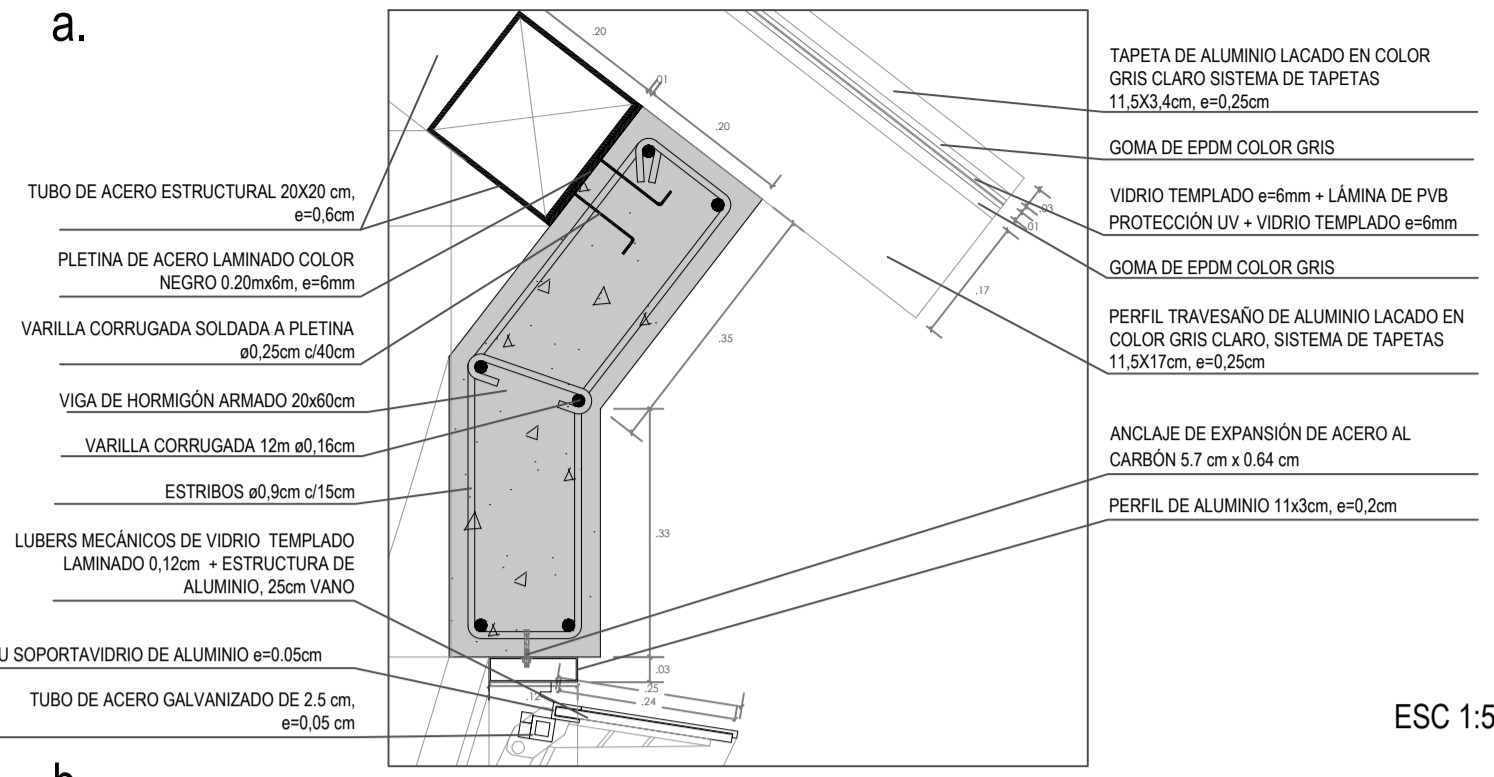 a.
TUBO DE ACERO ESTRUCTURAL 20X20 cm,
e=0,6cm
PLETINA DE ACERO LAMINADO COLOR
NEGRO 0.20mx6m, e=6mm
VARILLA CORRUGADA SOLDADA A PLETINA
ø0,25cm c/40cm
VIGA DE HORMIGÓN ARMADO 20x60cm
VARILLA CORRUGADA 12m ø0,16cm
ESTRIBOS ø0,9cm c/15cm
LUBERS MECÁNICOS DE VIDRIO TEMPLADO
LAMINADO 0,12cm + ESTRUCTURA DE
ALUMINIO, 25cm VANO
U SOPORTAVIDRIO DE ALUMINIO e=0.05cm
TUBO DE ACERO GALVANIZADO DE 2.5 cm,
e=0,05 cm
.20
.01
.20
.03
.01
.17
.35
.33
.03
.12
.25
.24
TAPETA DE ALUMINIO LACADO EN COLOR
GRIS CLARO SISTEMA DE TAPETAS
11,5X3,4cm, e=0,25cm
GOMA DE EPDM COLOR GRIS
VIDRIO TEMPLADO e=6mm + LÁMINA DE PVB
PROTECCIÓN UV + VIDRIO TEMPLADO e=6mm
GOMA DE EPDM COLOR GRIS
PERFIL TRAVESAÑO DE ALUMINIO LACADO EN
COLOR GRIS CLARO, SISTEMA DE TAPETAS
11,5X17cm, e=0,25cm
ANCLAJE DE EXPANSIÓN DE ACERO AL
CARBÓN 5.7 cm x 0.64 cm
PERFIL DE ALUMINIO 11x3cm, e=0,2cm
ESC 1:5